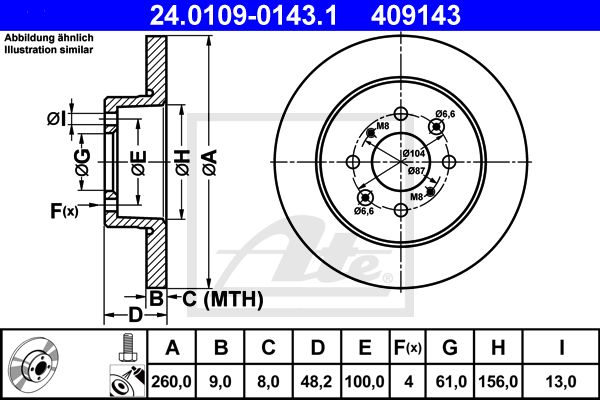 24.0109-0143.1 409143
Abbildung ähnlich
Illustration similar
ØI
ØG
ØE
ØH
ØA
F(x)
B
C (MTH)
D
Ø6,6
M8
Ø104
Ø87
M8
Ø6,6
Ate
A B C D E F(x) G H I
260,0 9,0 8,0 48,2 100,0 4 61,0 156,0 13,0